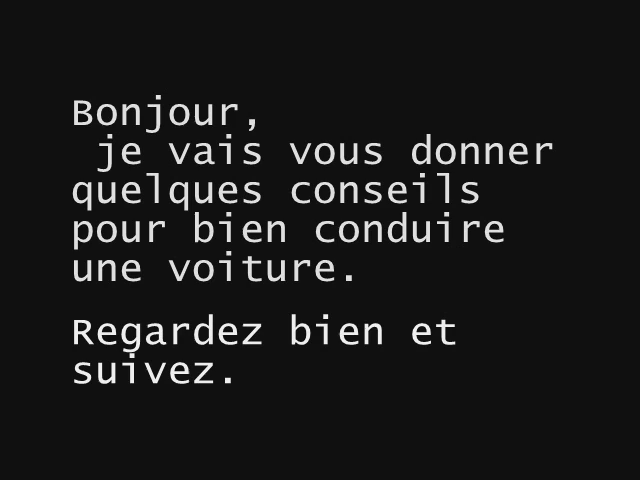 Bonjour,
je vais vous donner
quelques conseils
pour bien conduire
une voiture.
Regardez bien et
suivez.